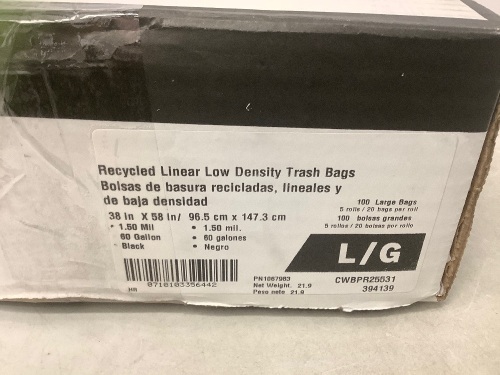 Recycled Linear Low Density Trash Bags
Bolsas de basura recicladas, lineales y
de baja densidad
38 in X 58 in/ 96.5 cm x 147.3 cm
• 1.50 Mil
• 60 Gallon
• Black
• 1.50 mil.
• 60 galones
• Negro
100 Large Bags
5 rolls / 20 bags per roll
100 bolsas grandes
5 rollos / 20 bolsas por rollo
L/G
HR
0718103356442
PN1087963
Net Weight. 21.9
Peso neto 21.9
CWBPR25531
394139